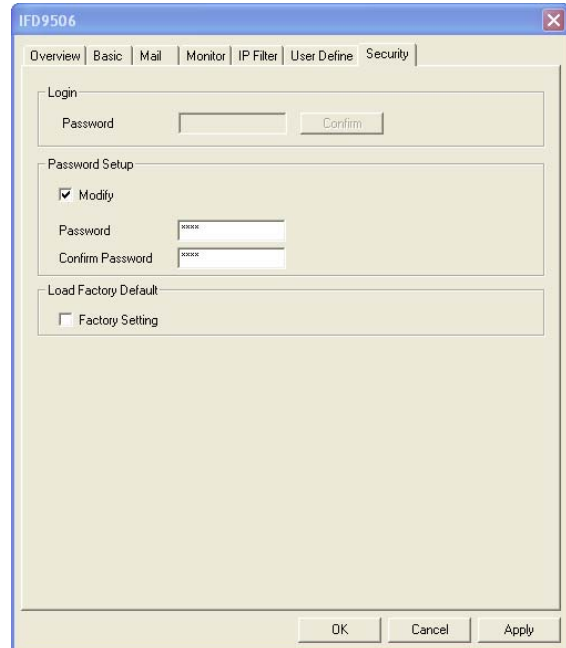 IFD9506
Overview Basic Mail Monitor IP Filter User Define Security
Login
Password Confirm
Password Setup
Modify
Password ****
Confirm Password ****
Load Factory Default
Factory Setting
OK Cancel Apply